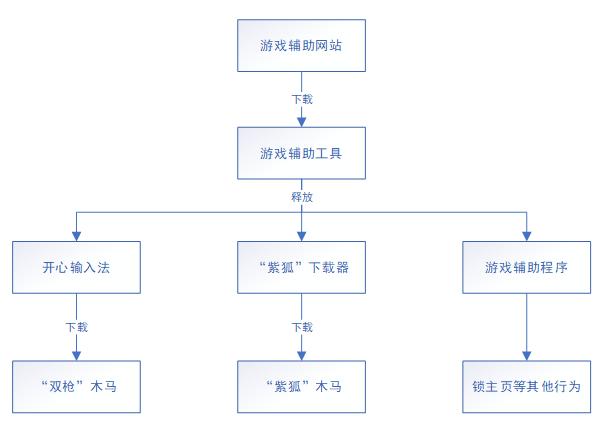 游戏辅助网站
下载
游戏辅助工具
释放
开心输入法
“紫狐”下载器
游戏辅助程序
下载
下载
“双枪”木马
“紫狐”木马
锁主页等其他行为